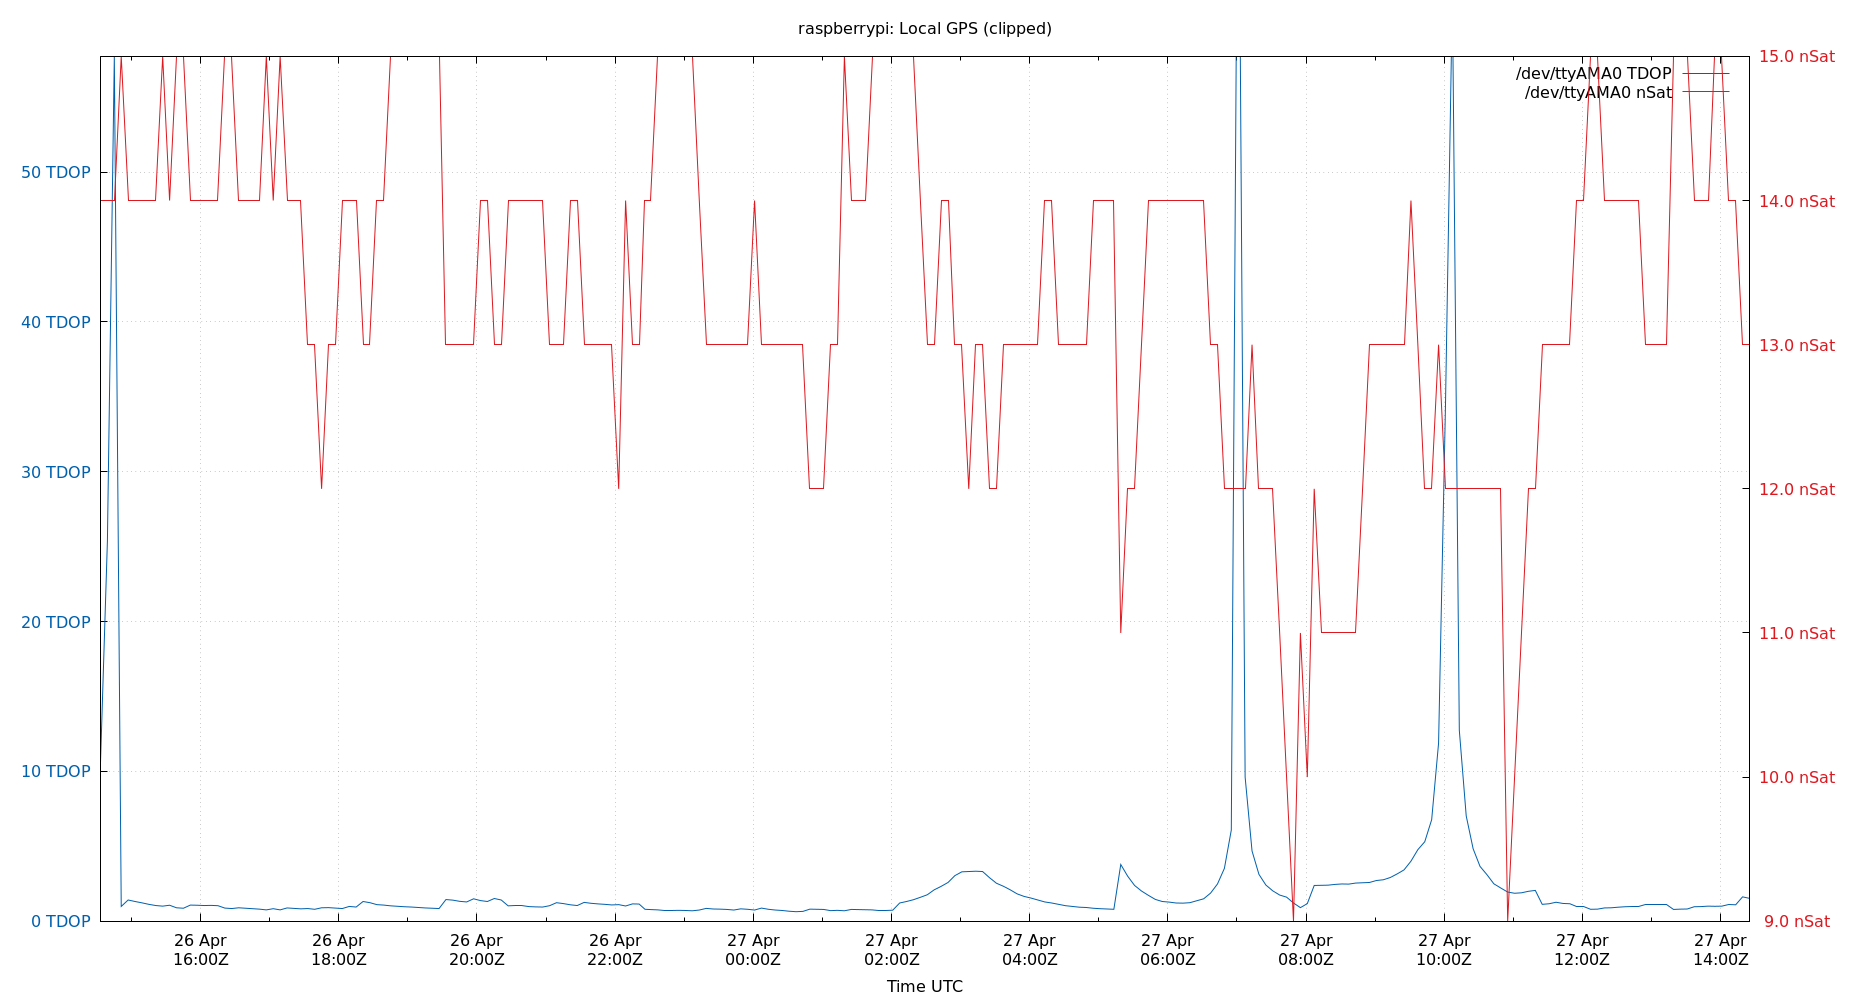 raspberrypi: Local GPS (clipped)
15.0 nSat
/dev/ttyAMA0 TDOP
/dev/ttyAMA0 nSat
50 TDOP
14.0 nSat
40 TDOP
13.0 nSat
30 TDOP
12.0 nSat
20 TDOP
11.0 nSat
10 TDOP
10.0 nSat
0 TDOP
9.0 nSat
26 Apr 26 Apr 26 Apr 26 Apr 27 Apr 27 Apr 27 Apr 27 Apr 27 Apr 27 Apr 27 Apr 27 Apr
16:00Z 18:00Z 20:00Z 22:00Z 00:00Z 02:00Z 04:00Z 06:00Z 08:00Z 10:00Z 12:00Z 14:00Z
Time UTC